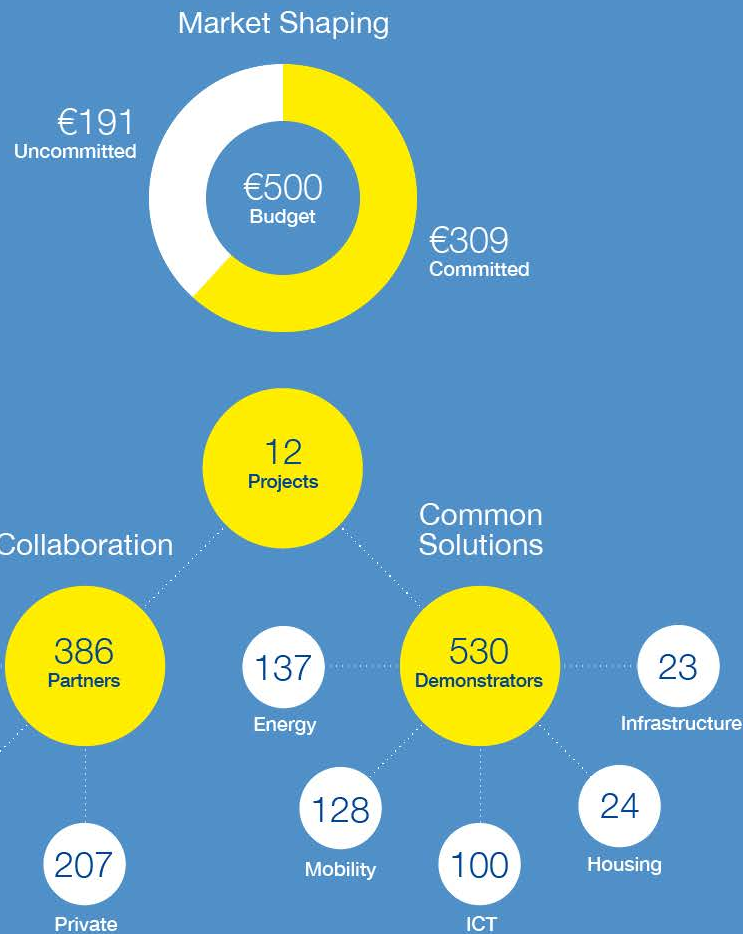 Market Shaping
€191
Uncommitted
€500
Budget
€309
Committed
12
Projects
Collaboration
Common
Solutions
386
Partners
137
Energy
530
Demonstrators
23
Infrastructure
128
Mobility
24
Housing
207
Private
100
ICT